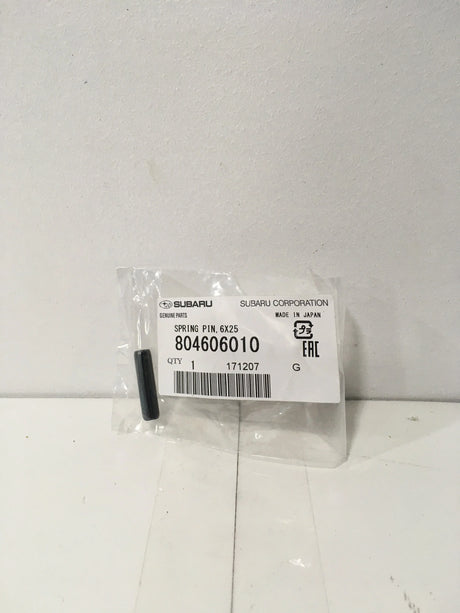 SUBARU SUBARU CORPORATION
GENUINE PARTS MADE IN JAPAN
SPRING PIN, 6X25
804606010
EAC
QTY 1 171207 G